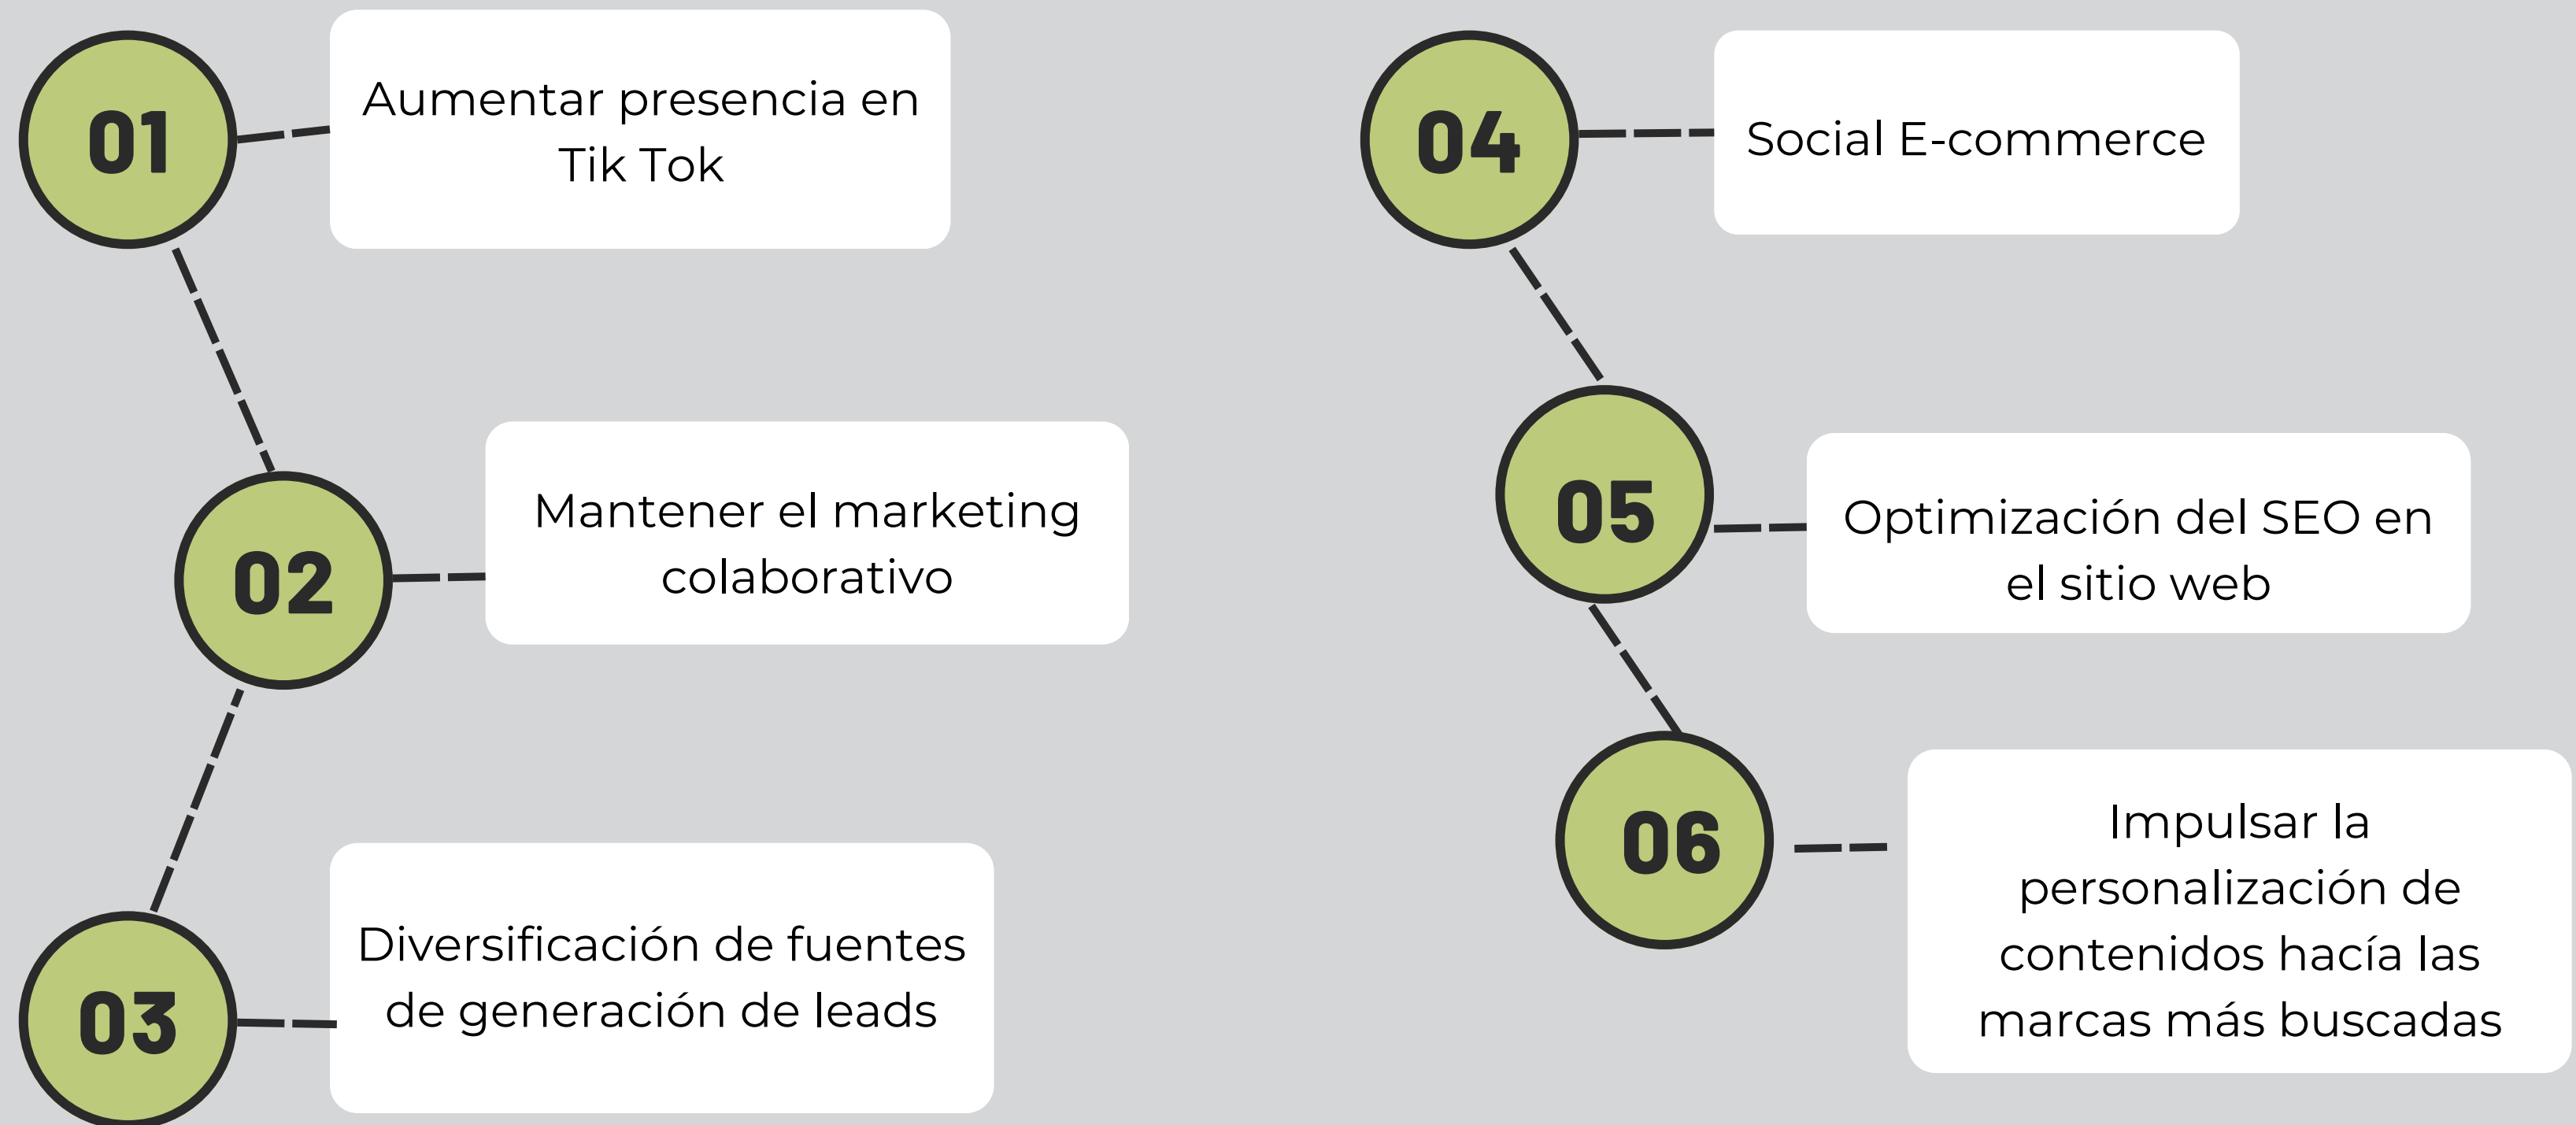 01
Aumentar presencia en
Tik Tok
02
Mantener el marketing
colaborativo
03
Diversificación de fuentes
de generación de leads
04
Social E-commerce
05
Optimización del SEO en
el sitio web
06
Impulsar la
personalización de
contenidos hacía las
marcas más buscadas